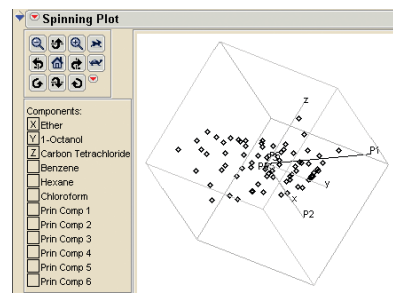 Spinning Plot
Components:
X Ether
Y 1-Octanol
Z Carbon Tetrachloride
Benzene
Hexane
Chloroform
Prin Comp 1
Prin Comp 2
Prin Comp 3
Prin Comp 4
Prin Comp 5
Prin Comp 6
z
P1
y
x
P2